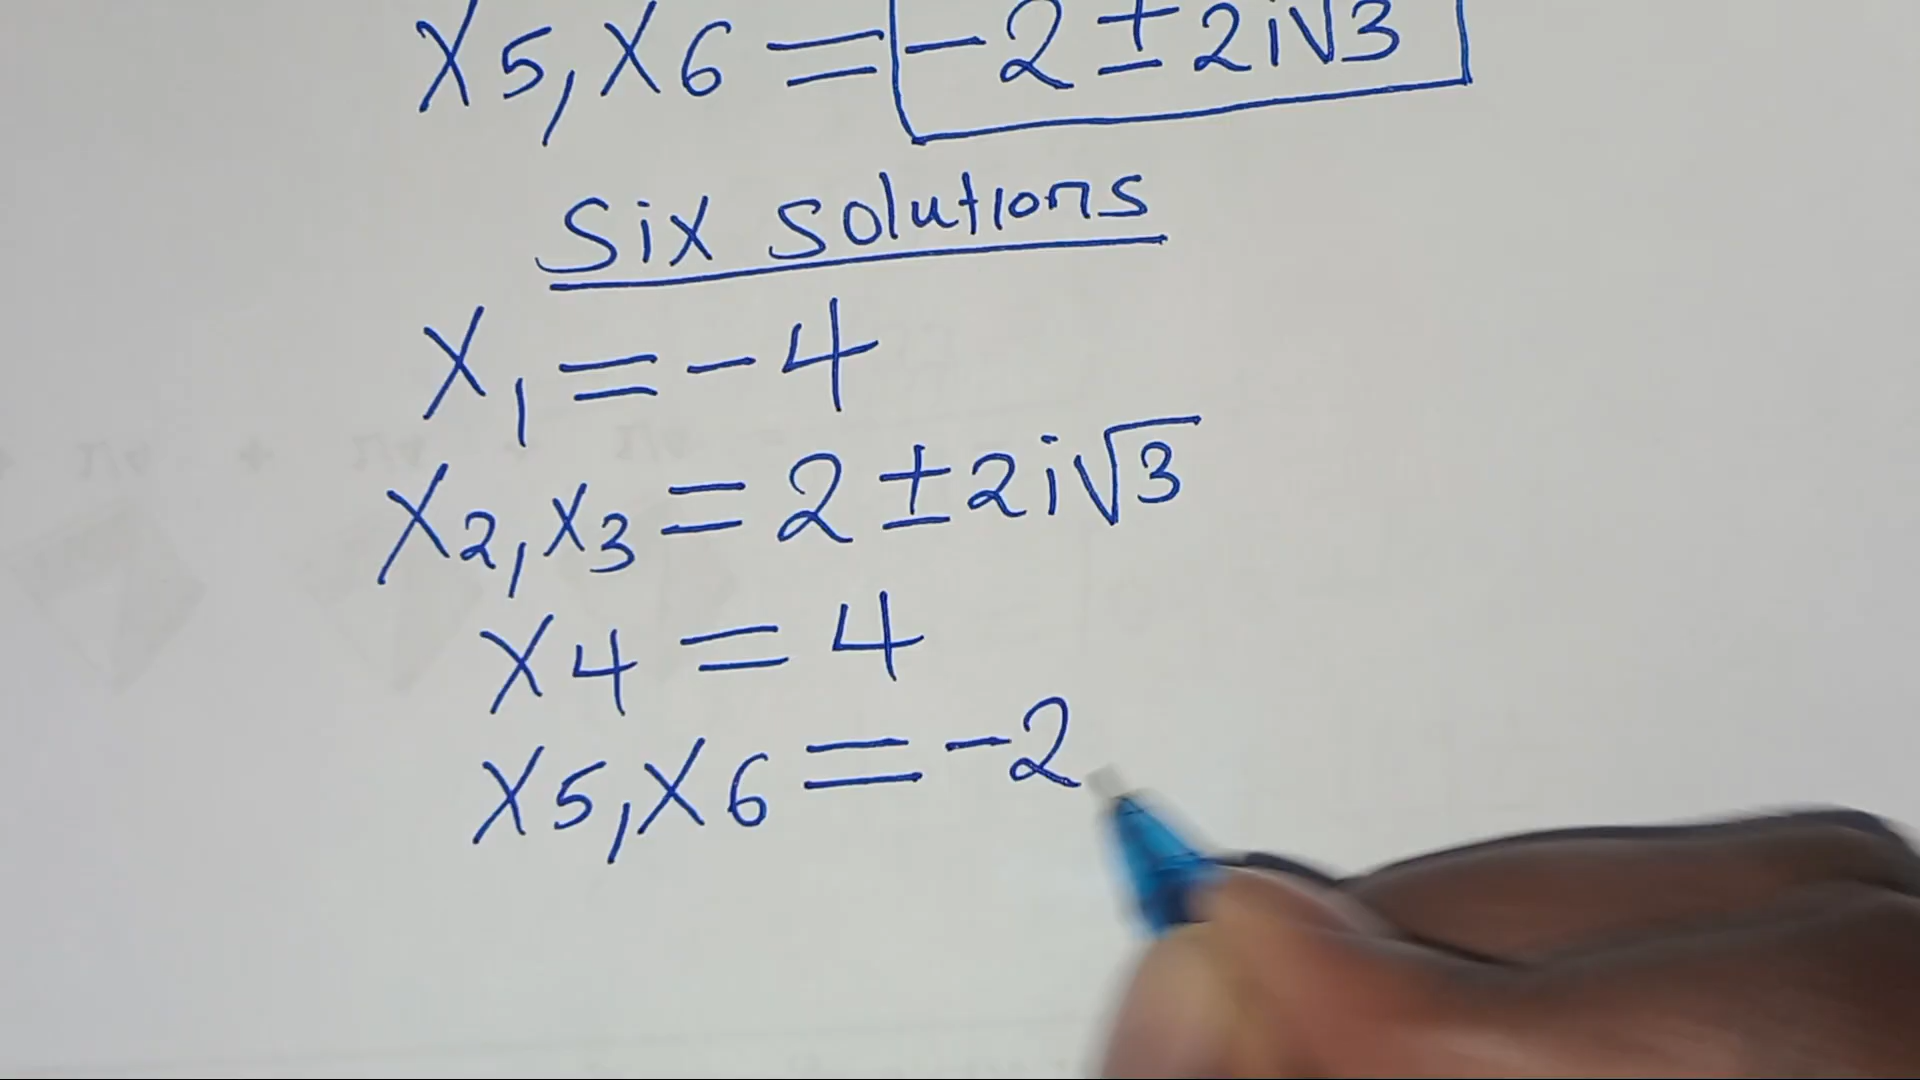 X5,X6 = -2 ± 2i√3
Six solutions
X1 = -4
X2,X3 = 2 ± 2i√3
X4 = 4
X5,X6 = -2